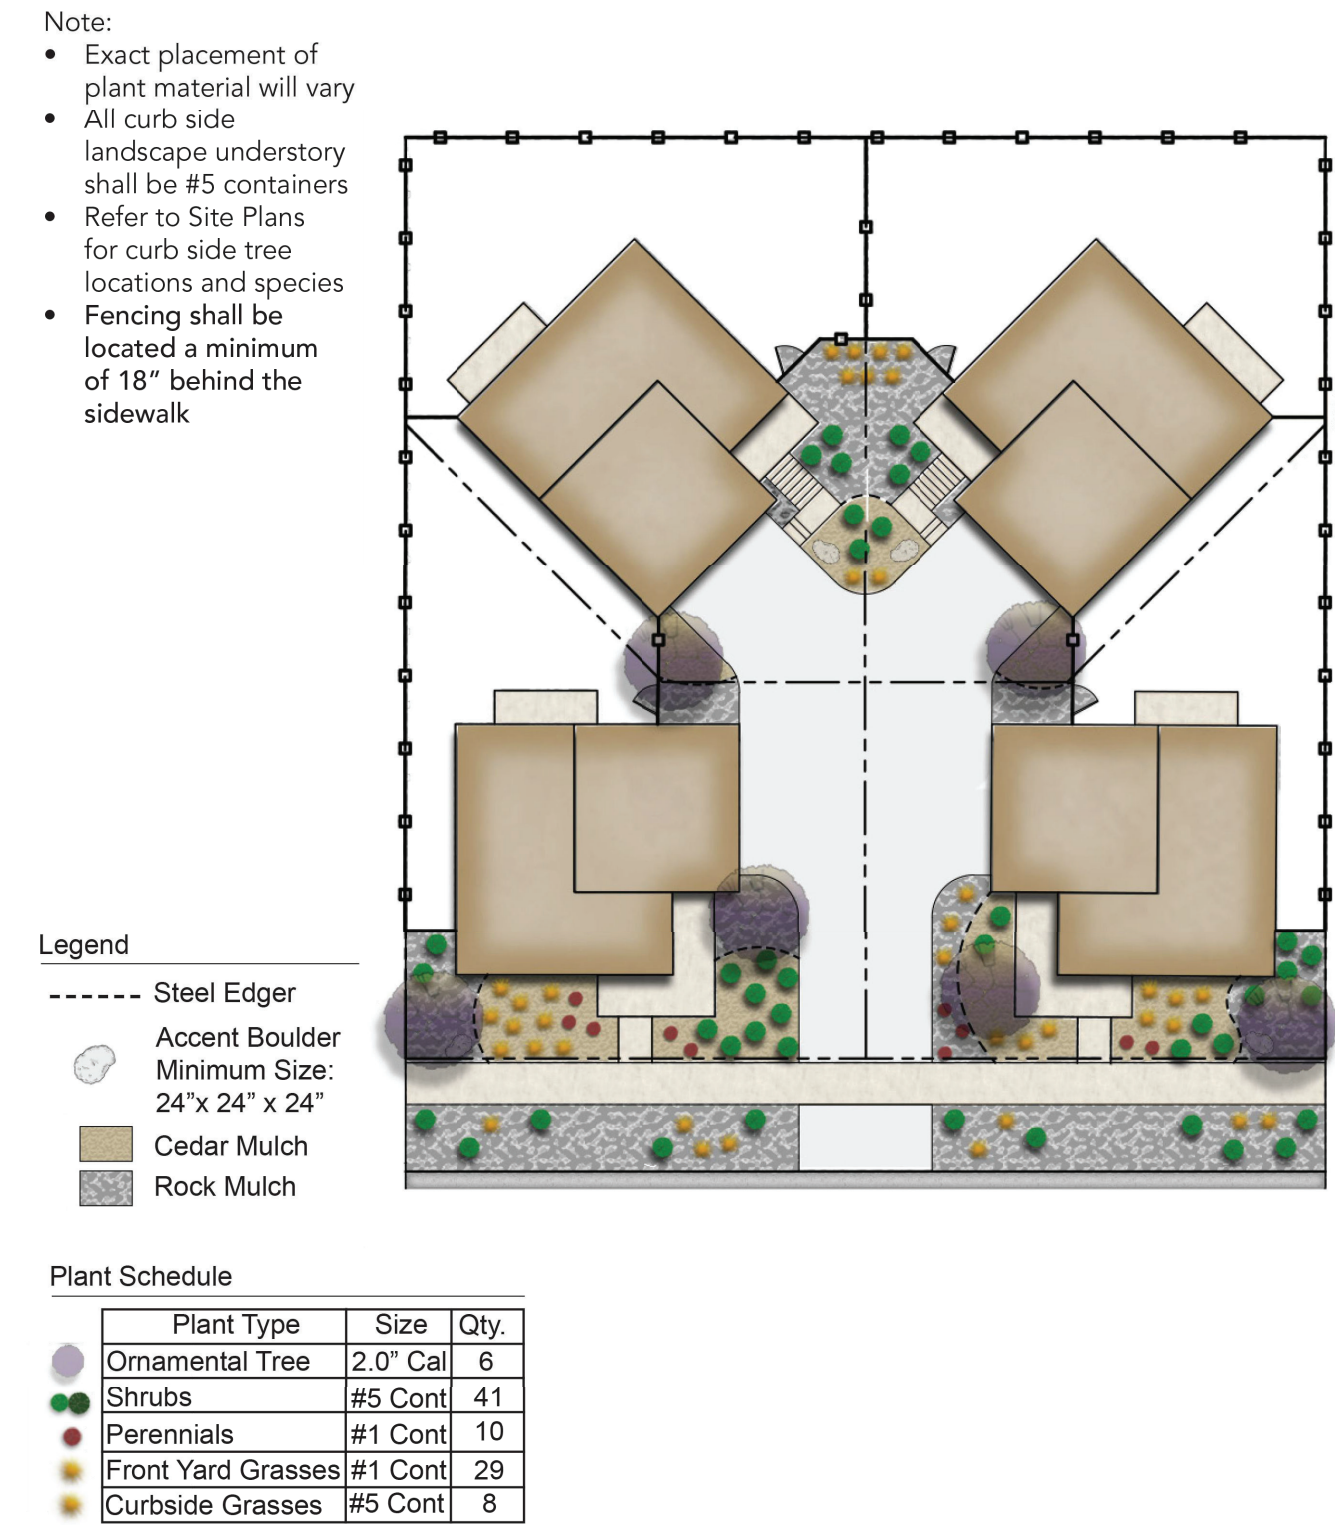 Note:
• Exact placement of
plant material will vary
• All curb side
landscape understory
shall be #5 containers
• Refer to Site Plans
for curb side tree
locations and species
• Fencing shall be
located a minimum
of 18” behind the
sidewalk
Legend
Steel Edger
Accent Boulder
Minimum Size:
24”x 24” x 24”
Cedar Mulch
Rock Mulch
Plant Schedule
Plant Type Size Qty.
Ornamental Tree 2.0” Cal 6
Shrubs #5 Cont 41
Perennials #1 Cont 10
Front Yard Grasses #1 Cont 29
Curbside Grasses #5 Cont 8